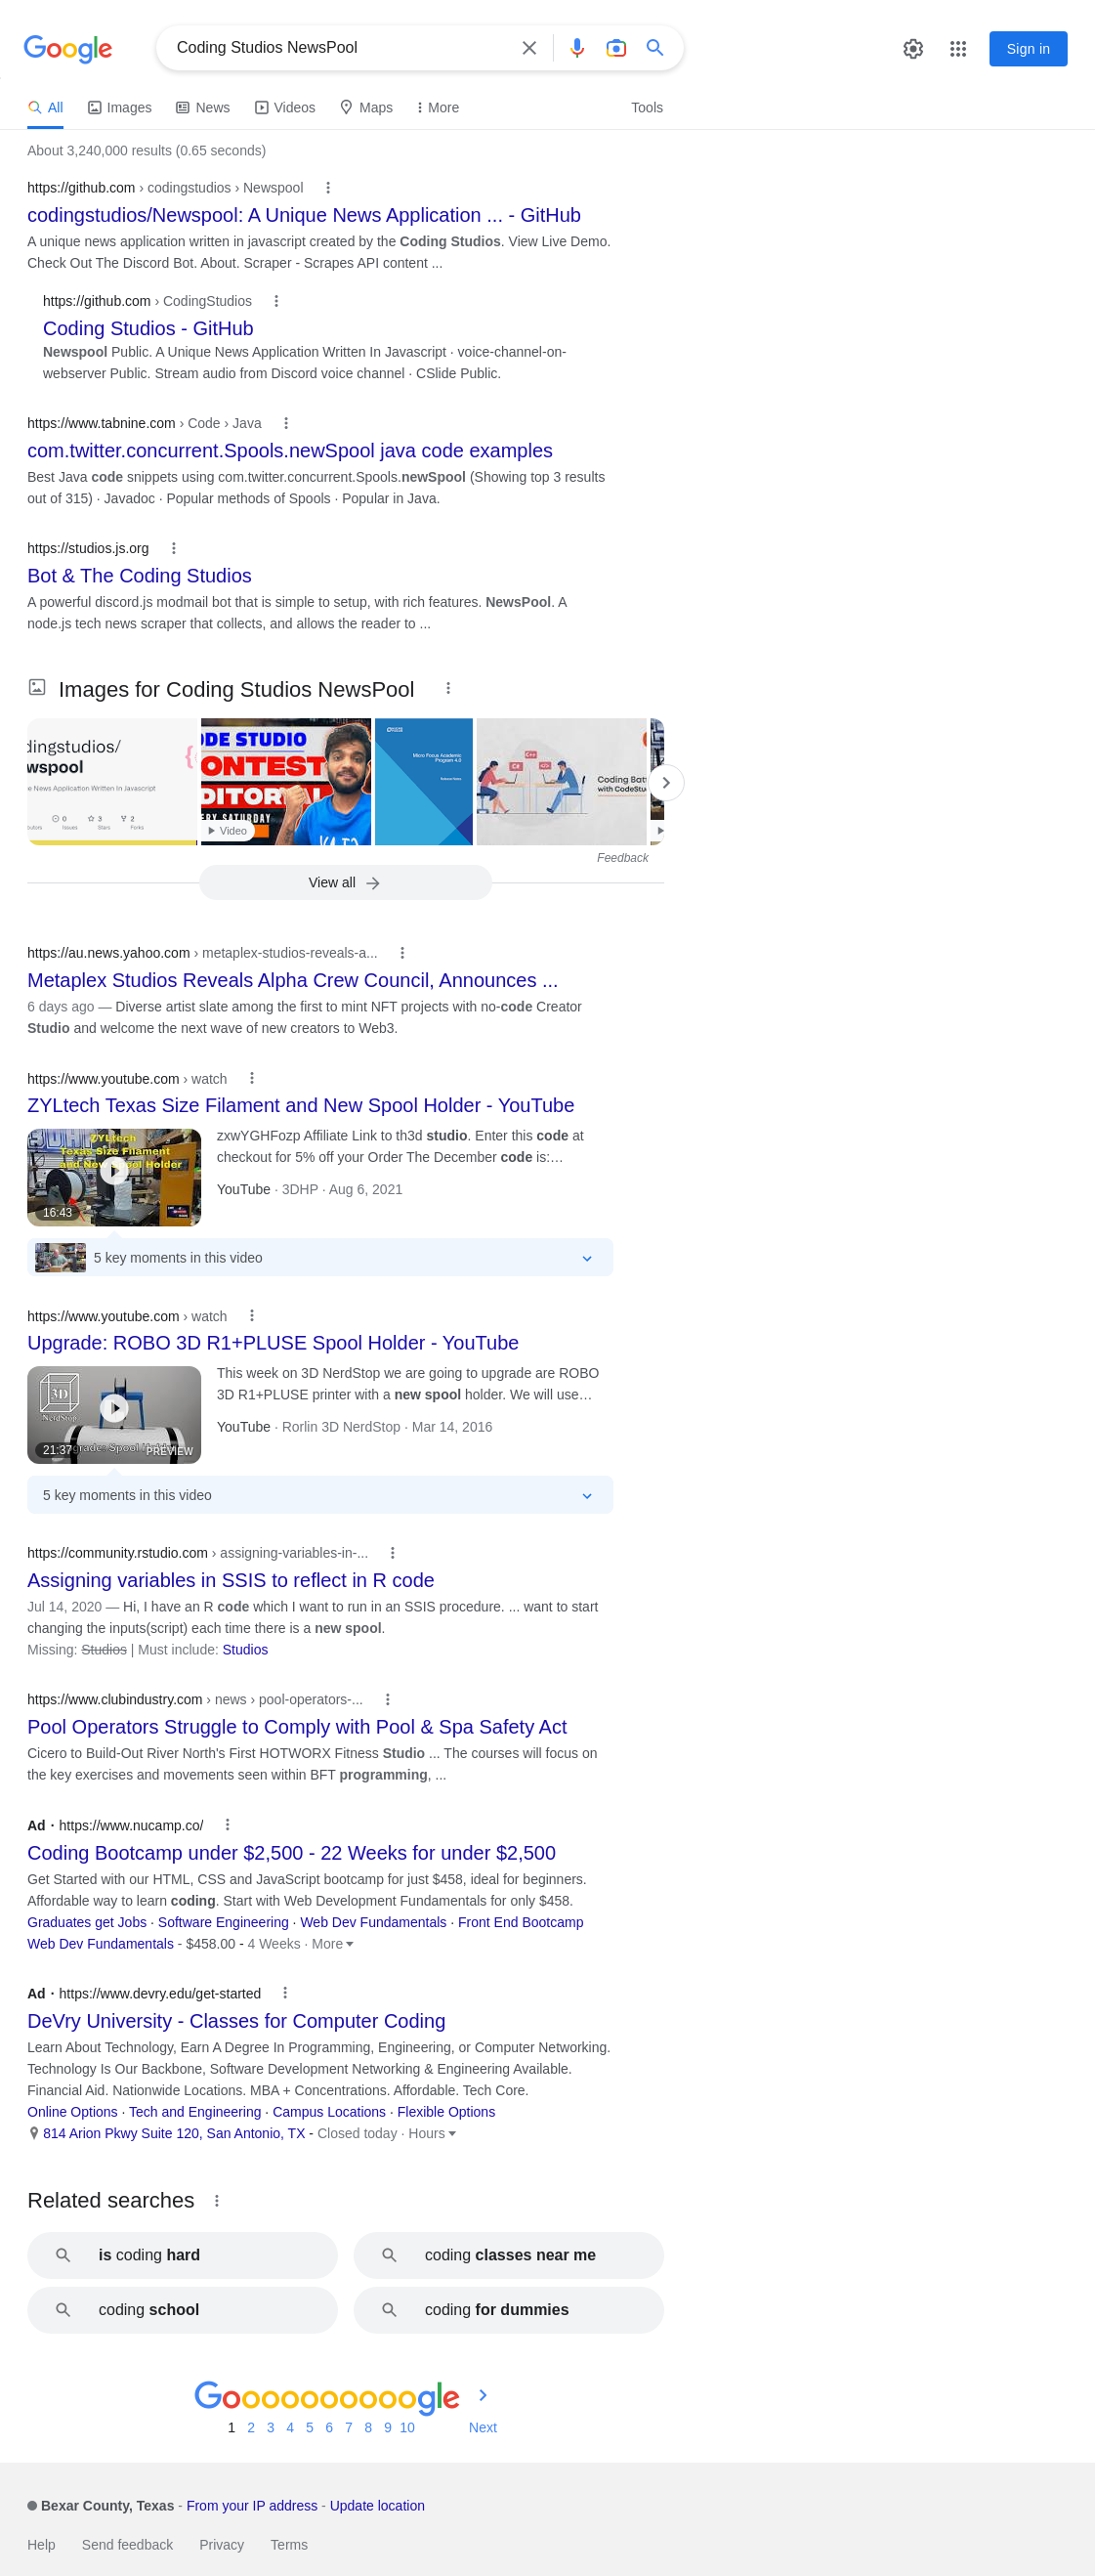 Google
Coding Studios NewsPool
Sign in
All
Images
News
Videos
Maps
More
Tools
About 3,240,000 results (0.65 seconds)
https://github.com › codingstudios › Newspool
codingstudios/Newspool: A Unique News Application ... - GitHub
A unique news application written in javascript created by the Coding Studios. View Live Demo.
Check Out The Discord Bot. About. Scraper - Scrapes API content ...
https://github.com › CodingStudios
Coding Studios - GitHub
Newspool Public. A Unique News Application Written In Javascript · voice-channel-on-
webserver Public. Stream audio from Discord voice channel · CSlide Public.
https://www.tabnine.com › Code › Java
com.twitter.concurrent.Spools.newSpool java code examples
Best Java code snippets using com.twitter.concurrent.Spools.newSpool (Showing top 3 results
out of 315) · Javadoc · Popular methods of Spools · Popular in Java.
https://studios.js.org
Bot & The Coding Studios
A powerful discord.js modmail bot that is simple to setup, with rich features. NewsPool. A
node.js tech news scraper that collects, and allows the reader to ...
Images for Coding Studios NewsPool
dingstudios/
wspool
e News Application Written In Javascript
0
3
2
Issues
Stars
Forks
DE STUDIO
ONTEST
DITORIAL
RY SATURDAY
Video
Micro Focus Academic
Program 4.0
Release Notes
C#
C++
Coding Bat
with CodeStu
Feedback
View all
https://au.news.yahoo.com › metaplex-studios-reveals-a...
Metaplex Studios Reveals Alpha Crew Council, Announces ...
6 days ago — Diverse artist slate among the first to mint NFT projects with no-code Creator
Studio and welcome the next wave of new creators to Web3.
https://www.youtube.com › watch
ZYLtech Texas Size Filament and New Spool Holder - YouTube
ZYLtech
Texas Size Filament
and New Spool Holder
16:43
zxwYGHFozp Affiliate Link to th3d studio. Enter this code at
checkout for 5% off your Order The December code is:…
YouTube · 3DHP · Aug 6, 2021
5 key moments in this video
https://www.youtube.com › watch
Upgrade: ROBO 3D R1+PLUSE Spool Holder - YouTube
3D
NerdStop
21:37
PREVIEW
This week on 3D NerdStop we are going to upgrade are ROBO
3D R1+PLUSE printer with a new spool holder. We will use…
YouTube · Rorlin 3D NerdStop · Mar 14, 2016
5 key moments in this video
https://community.rstudio.com › assigning-variables-in-...
Assigning variables in SSIS to reflect in R code
Jul 14, 2020 — Hi, I have an R code which I want to run in an SSIS procedure. ... want to start
changing the inputs(script) each time there is a new spool.
Missing: Studios | Must include: Studios
https://www.clubindustry.com › news › pool-operators-...
Pool Operators Struggle to Comply with Pool & Spa Safety Act
Cicero to Build-Out River North's First HOTWORX Fitness Studio ... The courses will focus on
the key exercises and movements seen within BFT programming, ...
Ad · https://www.nucamp.co/
Coding Bootcamp under $2,500 - 22 Weeks for under $2,500
Get Started with our HTML, CSS and JavaScript bootcamp for just $458, ideal for beginners.
Affordable way to learn coding. Start with Web Development Fundamentals for only $458.
Graduates get Jobs · Software Engineering · Web Dev Fundamentals · Front End Bootcamp
Web Dev Fundamentals - $458.00 - 4 Weeks · More
Ad · https://www.devry.edu/get-started
DeVry University - Classes for Computer Coding
Learn About Technology, Earn A Degree In Programming, Engineering, or Computer Networking.
Technology Is Our Backbone, Software Development Networking & Engineering Available.
Financial Aid. Nationwide Locations. MBA + Concentrations. Affordable. Tech Core.
Online Options · Tech and Engineering · Campus Locations · Flexible Options
814 Arion Pkwy Suite 120, San Antonio, TX - Closed today · Hours
Related searches
is coding hard
coding classes near me
coding school
coding for dummies
Goooooooooogle
1 2 3 4 5 6 7 8 9 10 Next
Bexar County, Texas - From your IP address - Update location
Help Send feedback Privacy Terms